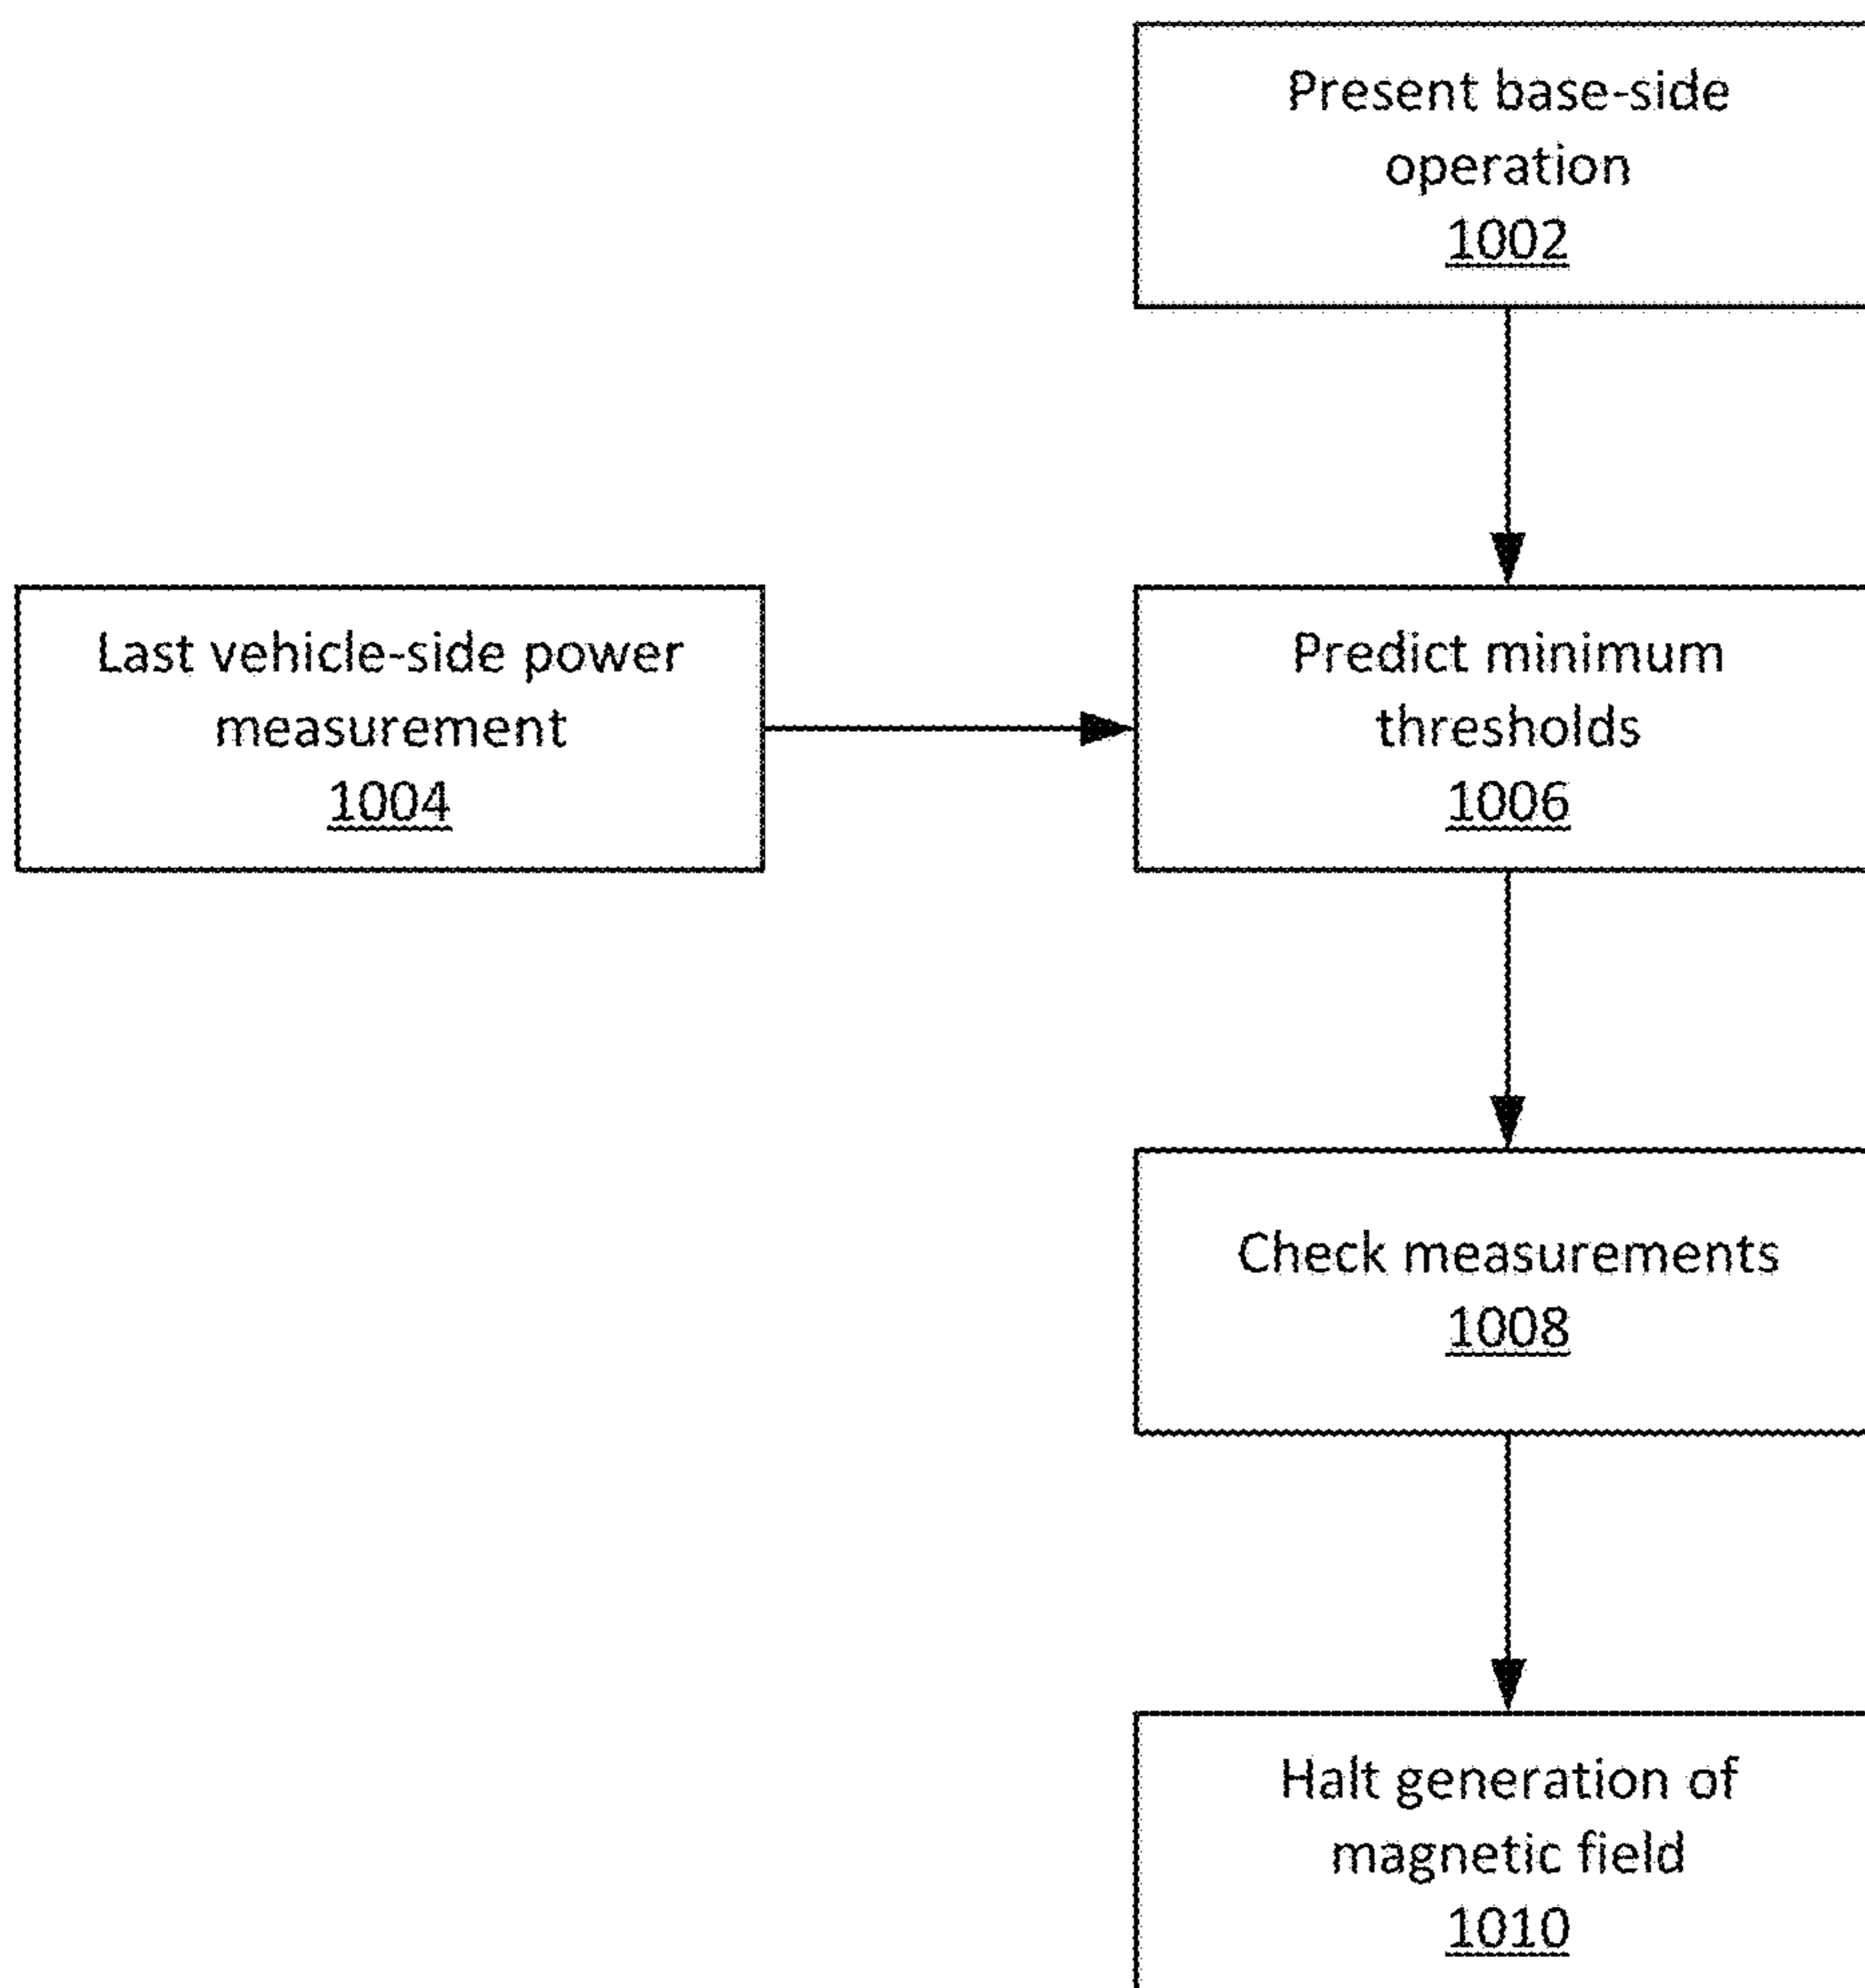 Present base-side
operation
1002
Last vehicle-side power
measurement
1004
Predict minimum
thresholds
1006
Check measurements
1008
Halt generation of
magnetic field
1010